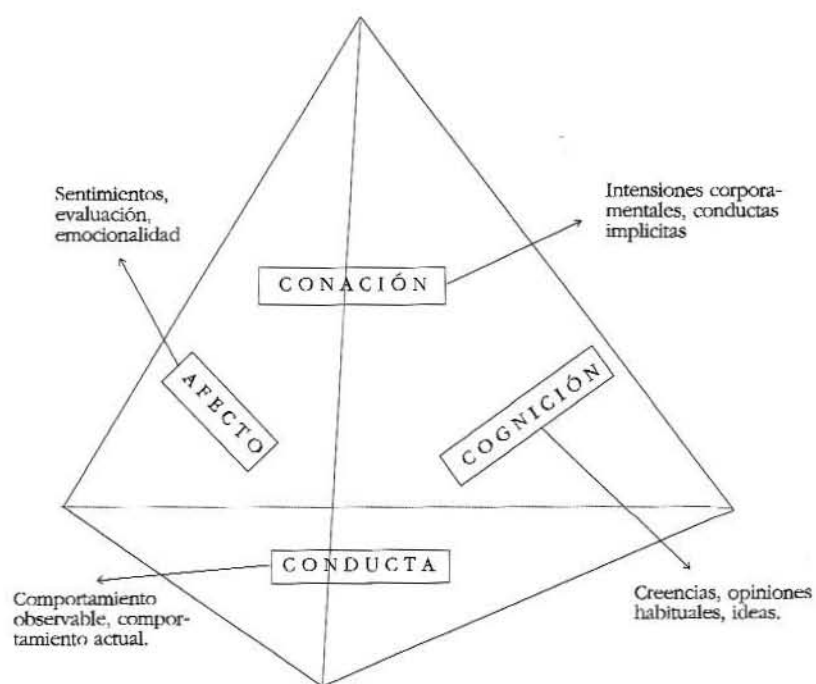 Sentimientos,
evaluación,
emocionalidad
Intensiones corpora-
mentales, conductas
implicitas
CONACIÓN
AFECTO
COGNICIÓN
CONDUCTA
Comportamiento
observable, compor-
tamiento actual.
Creencias, opiniones
habituales, ideas.